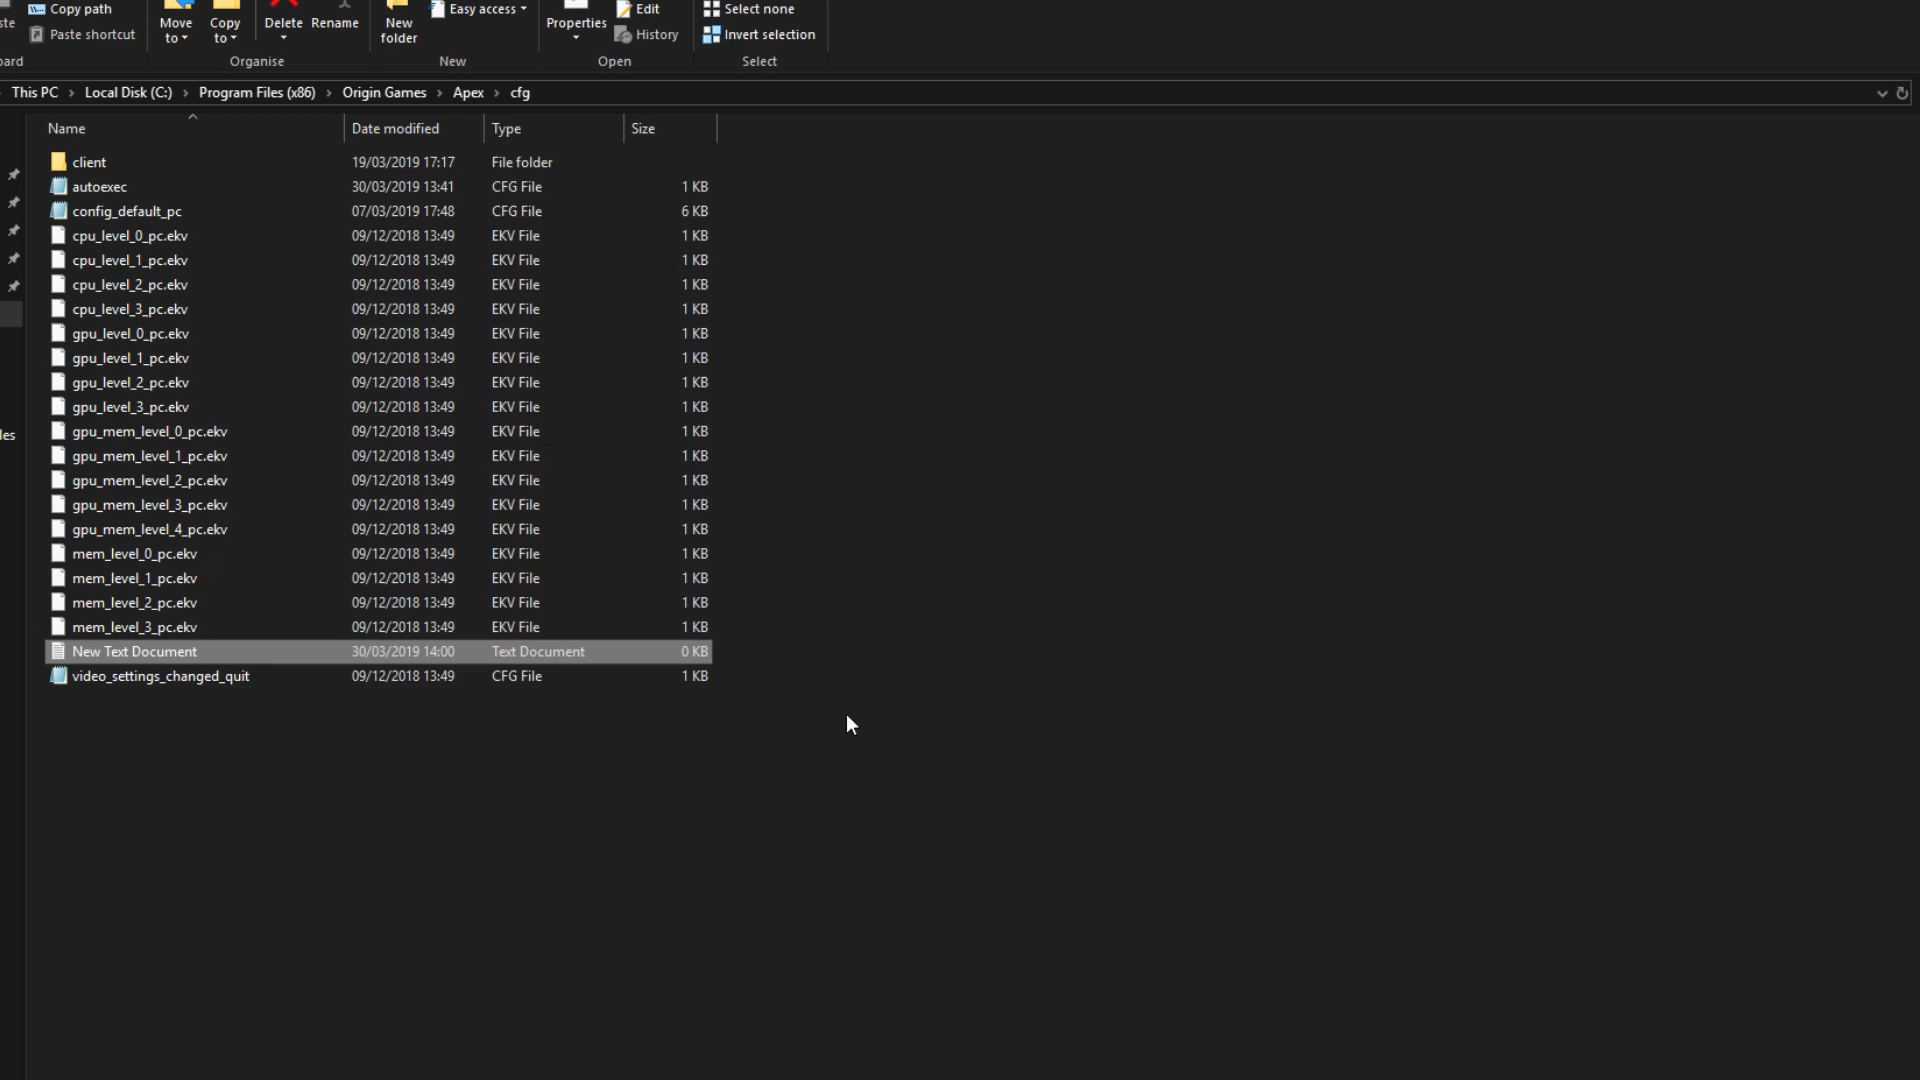 ste
Copy path
Paste shortcut
oard
Move to
Copy to
Delete
Rename
Organise
New folder
Easy access
New
Properties
Edit
History
Open
Select none
Invert selection
Select
This PC > Local Disk (C:) > Program Files (x86) > Origin Games > Apex > cfg
Name Date modified Type Size
client 19/03/2019 17:17 File folder
autoexec 30/03/2019 13:41 CFG File 1 KB
config_default_pc 07/03/2019 17:48 CFG File 6 KB
cpu_level_0_pc.ekv 09/12/2018 13:49 EKV File 1 KB
cpu_level_1_pc.ekv 09/12/2018 13:49 EKV File 1 KB
cpu_level_2_pc.ekv 09/12/2018 13:49 EKV File 1 KB
cpu_level_3_pc.ekv 09/12/2018 13:49 EKV File 1 KB
gpu_level_0_pc.ekv 09/12/2018 13:49 EKV File 1 KB
gpu_level_1_pc.ekv 09/12/2018 13:49 EKV File 1 KB
gpu_level_2_pc.ekv 09/12/2018 13:49 EKV File 1 KB
gpu_level_3_pc.ekv 09/12/2018 13:49 EKV File 1 KB
les
gpu_mem_level_0_pc.ekv 09/12/2018 13:49 EKV File 1 KB
gpu_mem_level_1_pc.ekv 09/12/2018 13:49 EKV File 1 KB
gpu_mem_level_2_pc.ekv 09/12/2018 13:49 EKV File 1 KB
gpu_mem_level_3_pc.ekv 09/12/2018 13:49 EKV File 1 KB
gpu_mem_level_4_pc.ekv 09/12/2018 13:49 EKV File 1 KB
mem_level_0_pc.ekv 09/12/2018 13:49 EKV File 1 KB
mem_level_1_pc.ekv 09/12/2018 13:49 EKV File 1 KB
mem_level_2_pc.ekv 09/12/2018 13:49 EKV File 1 KB
mem_level_3_pc.ekv 09/12/2018 13:49 EKV File 1 KB
New Text Document 30/03/2019 14:00 Text Document 0 KB
video_settings_changed_quit 09/12/2018 13:49 CFG File 1 KB